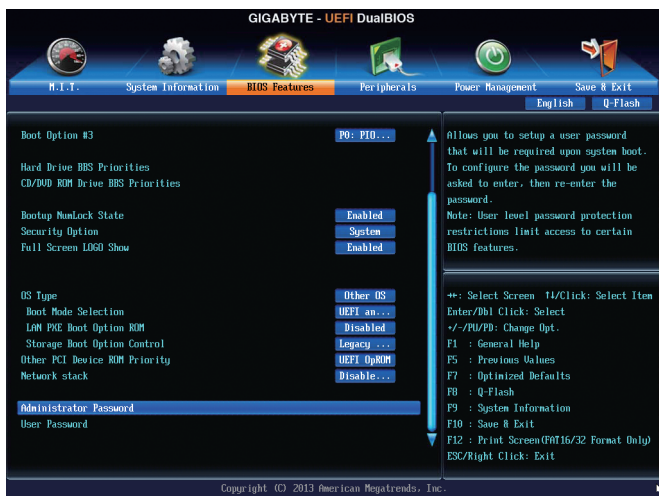 GIGABYTE - UEFI DualBIOS
M.I.T. System Information BIOS Features Peripherals Power Management Save & Exit
English Q-Flash
Boot Option #3 P0: PIO...
Hard Drive BBS Priorities
CD/DVD ROM Drive BBS Priorities
Bootup NumLock State Enabled
Security Option System
Full Screen LOGO Show Enabled
OS Type Other OS
Boot Mode Selection UEFI an...
LAN PXE Boot Option ROM Disabled
Storage Boot Option Control Legacy ...
Other PCI Device ROM Priority UEFI OpROM
Network stack Disable...
Administrator Password
User Password
Allows you to setup a user password
that will be required upon system boot.
To configure the password you will be
asked to enter, then re-enter the
password.
Note: User level password protection
restrictions limit access to certain
BIOS features.
→←: Select Screen ↑↓/Click: Select Item
Enter/Dbl Click: Select
+/-/PU/PD: Change Opt.
F1 : General Help
F5 : Previous Values
F7 : Optimized Defaults
F8 : Q-Flash
F9 : System Information
F10 : Save & Exit
F12 : Print Screen(FAT16/32 Format Only)
ESC/Right Click: Exit
Copyright (C) 2013 American Megatrends, Inc.